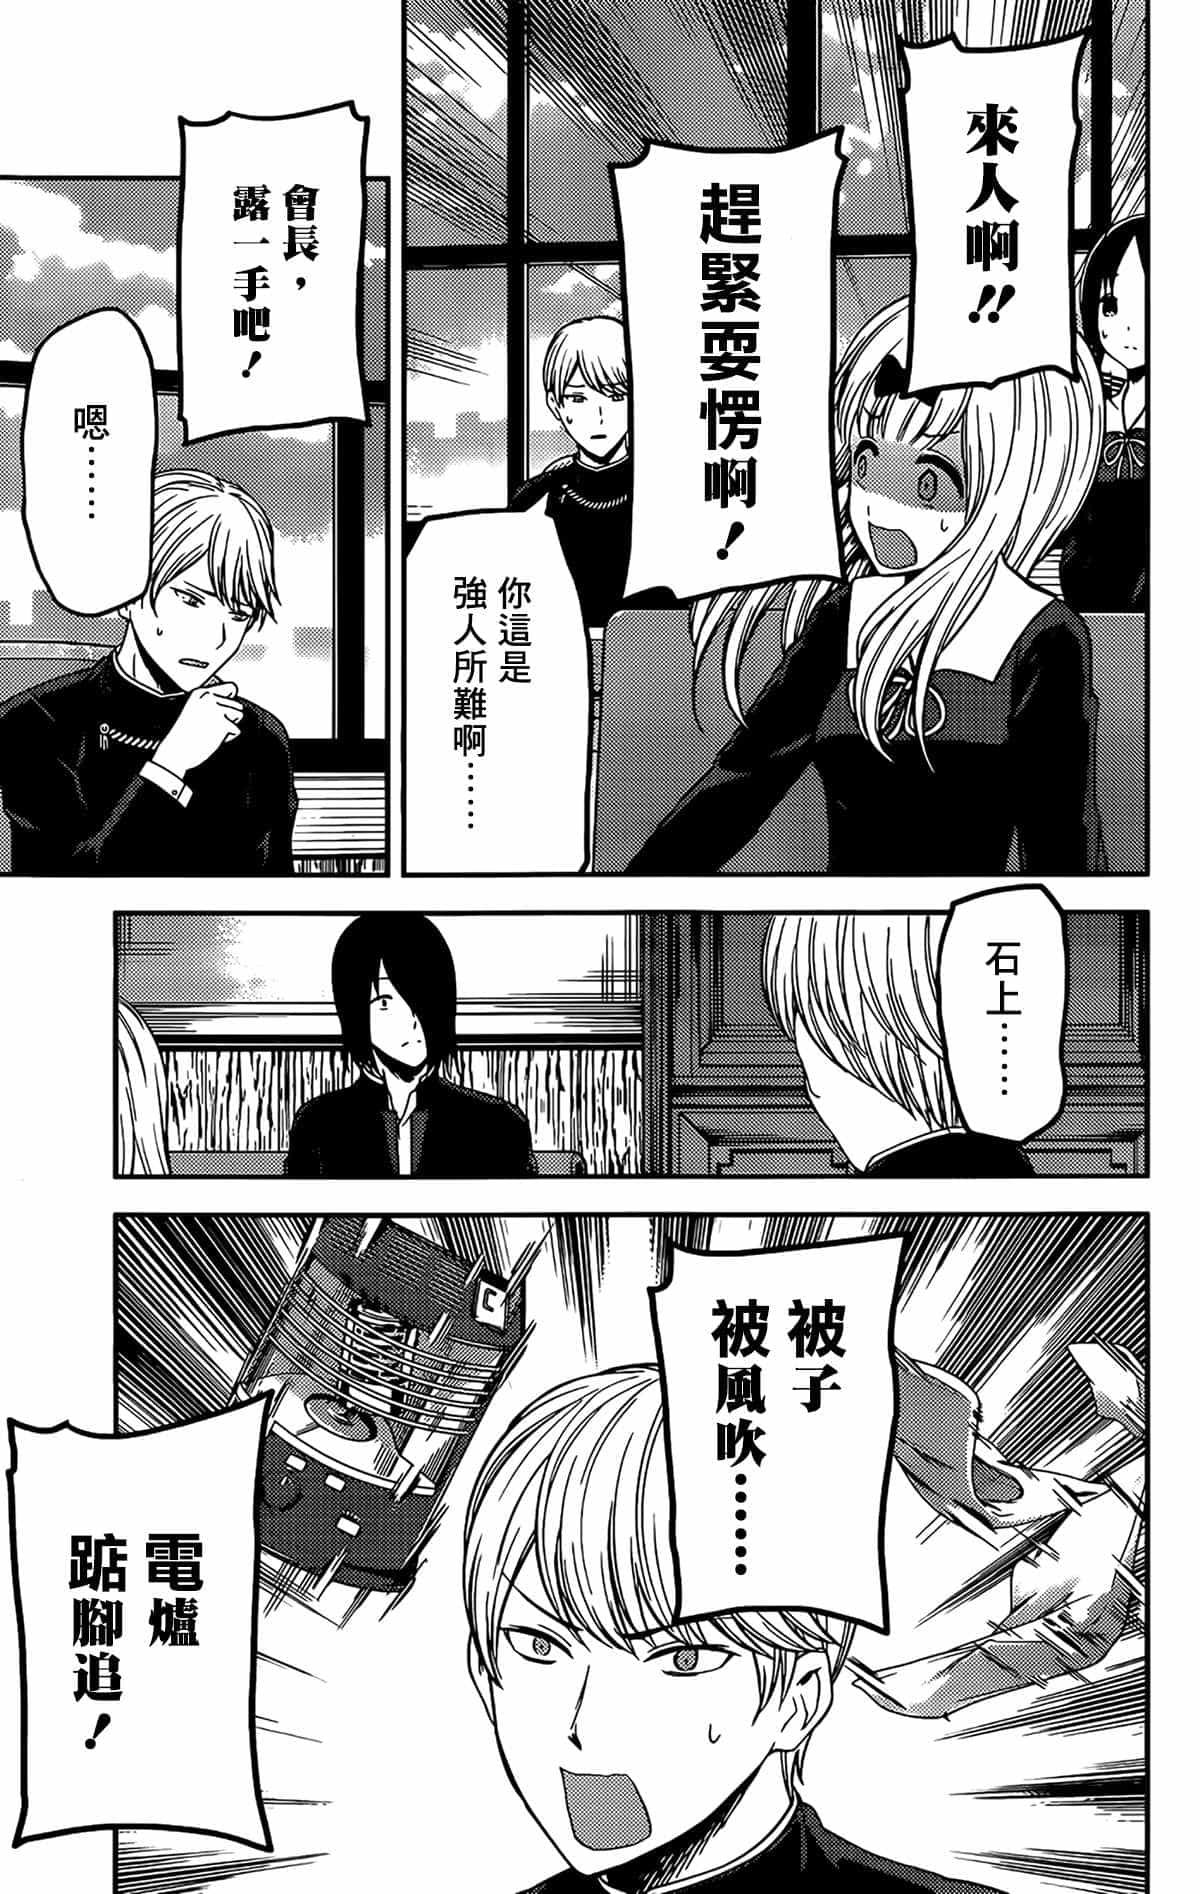 來人啊!!
趕緊耍愣啊！
你這是
強人所難啊……
會長，
露一手吧！
嗯……
石上……
被子
被風吹……
電爐
踮腳追！
C